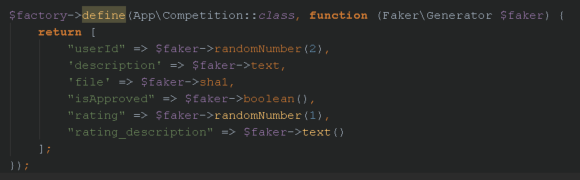 $factory->define(App\Competition::class, function (Faker\Generator $faker) {
    return [
        "userId" => $faker->randomNumber(2),
        'description' => $faker->text,
        'file' => $faker->sha1,
        "isApproved" => $faker->boolean(),
        "rating" => $faker->randomNumber(1),
        "rating_description" => $faker->text()
    ];
});